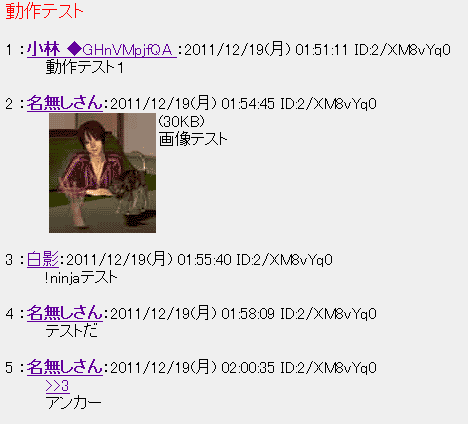 動作テスト
1 ：小林 ◆GHnVMpjfQA ：2011/12/19(月) 01:51:11 ID:2/XM8vYq0
動作テスト１
2 ：名無しさん：2011/12/19(月) 01:54:45 ID:2/XM8vYq0
(30KB)
画像テスト
3 ：白影：2011/12/19(月) 01:55:40 ID:2/XM8vYq0
!ninjaテスト
4 ：名無しさん：2011/12/19(月) 01:58:09 ID:2/XM8vYq0
テストだ
5 ：名無しさん：2011/12/19(月) 02:00:35 ID:2/XM8vYq0
>>3
アンカー